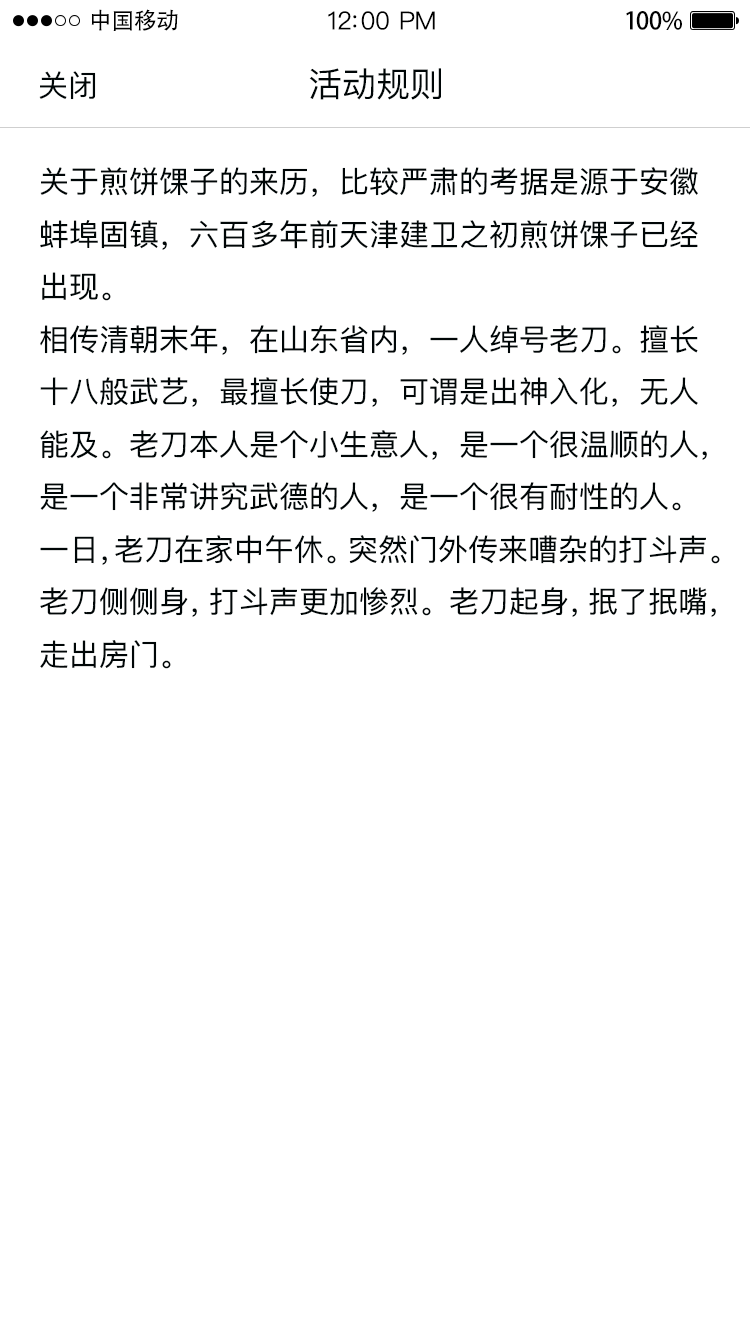 中国移动 12:00 PM 100%
关闭 活动规则
关于煎饼馃子的来历，比较严肃的考据是源于安徽
蚌埠固镇，六百多年前天津建卫之初煎饼馃子已经
出现。
相传清朝末年，在山东省内，一人绰号老刀。擅长
十八般武艺，最擅长使刀，可谓是出神入化，无人
能及。老刀本人是个小生意人，是一个很温顺的人，
是一个非常讲究武德的人，是一个很有耐性的人。
一日，老刀在家中午休。突然门外传来嘈杂的打斗声。
老刀侧侧身，打斗声更加惨烈。老刀起身，抿了抿嘴，
走出房门。